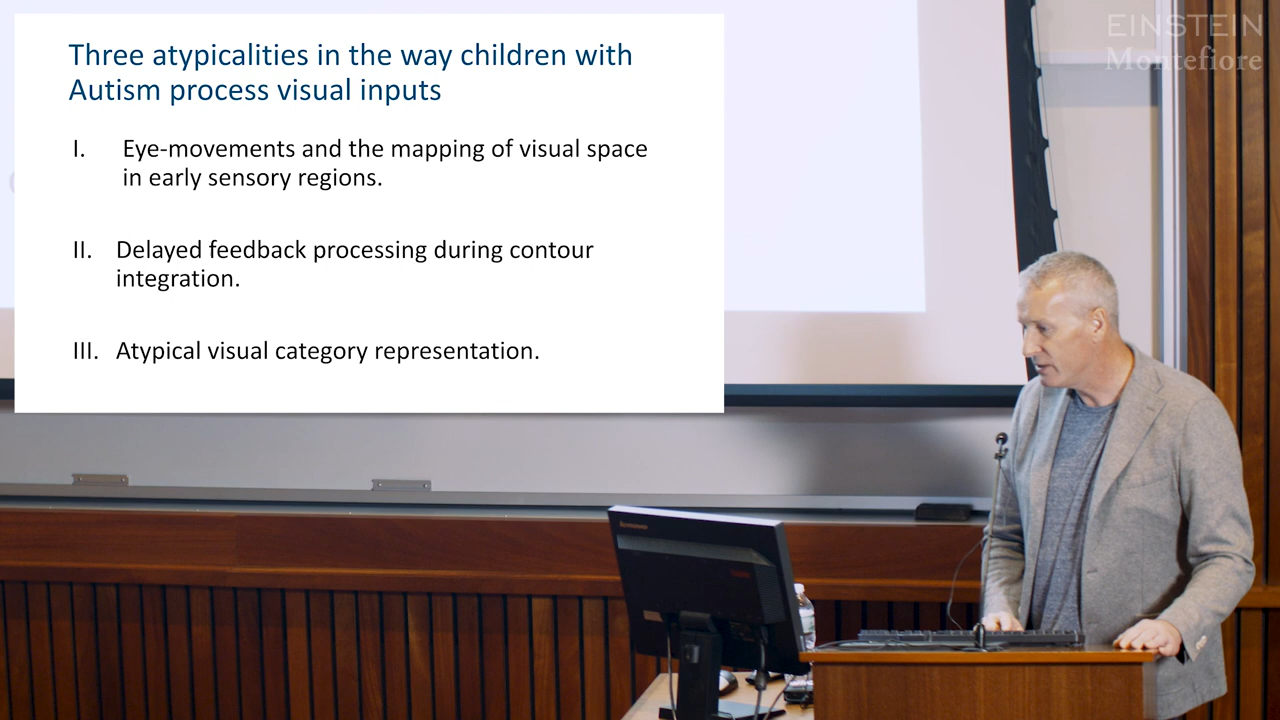 Three atypicalities in the way children with
Autism process visual inputs
I. Eye-movements and the mapping of visual space
in early sensory regions.
II. Delayed feedback processing during contour
integration.
III. Atypical visual category representation.
EINSTEIN
Montefiore
lenovo